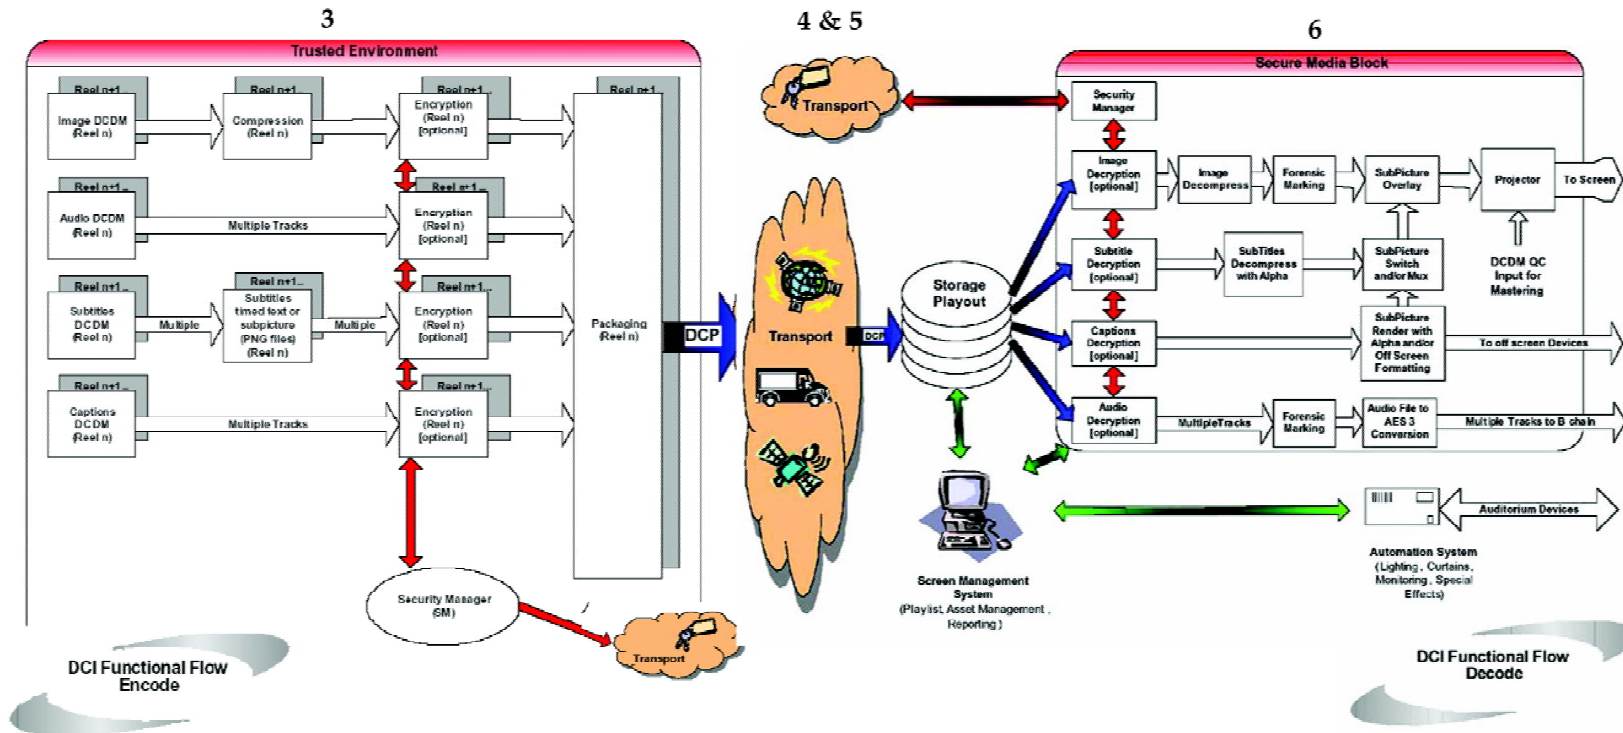 3
4 & 5
6
Trusted Environment
Reel n+1...
Reel n+1...
Reel n+1...
Reel n+1
Image DCDM
(Reel n)
Compression
(Reel n)
Encryption
(Reel n)
[optional]
Reel n+1...
Reel n+1...
Audio DCDM
(Reel n)
Multiple Tracks
Encryption
(Reel n)
[optional]
Reel n+1...
Reel n+1...
Reel n+1...
Subtitles
DCDM
(Reel n)
Multiple
Subtitles
timed text or
subpicture
(PNG files)
(Reel n)
Multiple
Encryption
(Reel n)
[optional]
Packaging
(Reel n)
Reel n+1...
Reel n+1...
Captions
DCDM
(Reel n)
Multiple Tracks
Encryption
(Reel n)
[optional]
Security Manager
(SM)
Transport
DCI Functional Flow
Encode
DCP
Transport
Transport
DCP
Storage
Playout
Screen Management
System
(Playlist, Asset Management ,
Reporting )
Secure Media Block
Security
Manager
Image
Decryption
[optional]
Image
Decompress
Forensic
Marking
SubPicture
Overlay
Projector
To Screen
Subtitle
Decryption
[optional]
SubTitles
Decompress
with Alpha
SubPicture
Switch
and/or Mux
DCDM QC
Input for
Mastering
Captions
Decryption
[optional]
SubPicture
Render with
Alpha and/or
Off Screen
Formatting
To off screen Devices
Audio
Decryption
[optional]
MultipleTracks
Forensic
Marking
Audio File to
AES 3
Conversion
Multiple Tracks to B chain
Auditorium Devices
Automation System
( Lighting , Curtains,
Monitoring , Special
Effects)
DCI Functional Flow
Decode